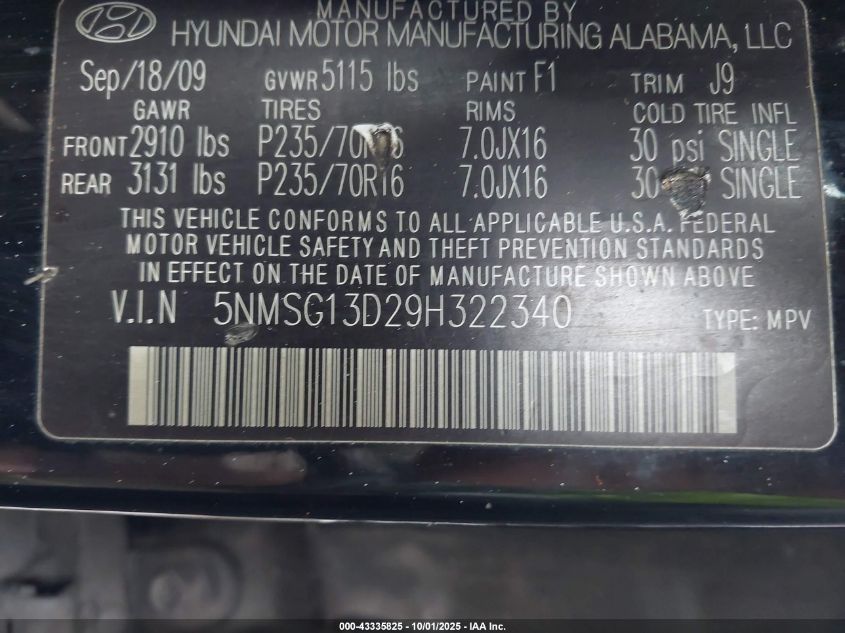 MANUFACTURED BY
HYUNDAI MOTOR MANUFACTURING ALABAMA, LLC
Sep/18/09 GVWR 5115 lbs PAINT F1 TRIM J9
GAWR TIRES RIMS COLD TIRE INFL
FRONT 2910 lbs P235/70R16 7.0JX16 30 psi SINGLE
REAR 3131 lbs P235/70R16 7.0JX16 30 SINGLE
THIS VEHICLE CONFORMS TO ALL APPLICABLE U.S.A. FEDERAL
MOTOR VEHICLE SAFETY AND THEFT PREVENTION STANDARDS
IN EFFECT ON THE DATE OF MANUFACTURE SHOWN ABOVE
V.I.N 5NMSG13D29H322340 TYPE: MPV
000-43335825 - 10/01/2025 - IAA Inc.